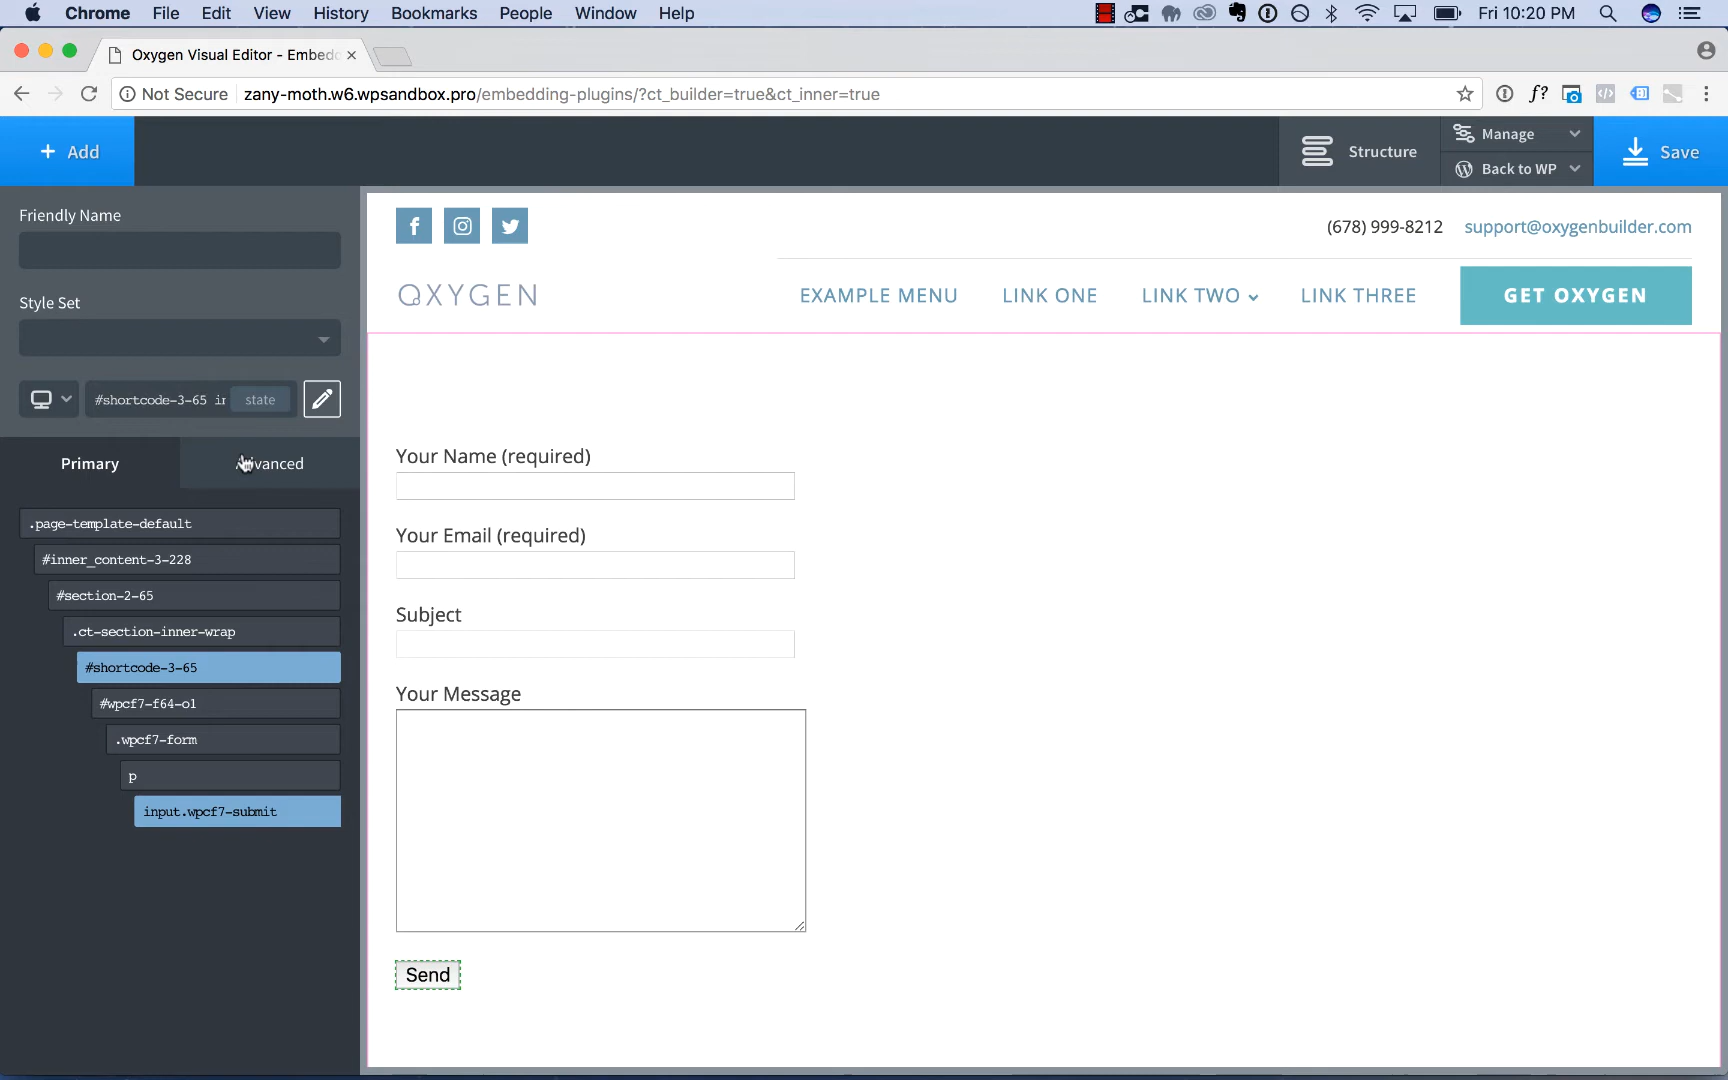 Chrome File Edit View History Bookmarks People Window Help Fri 10:20 PM
Oxygen Visual Editor - Embed
Not Secure zany-moth.w6.wpsandbox.pro/embedding-plugins/?ct_builder=true&ct_inner=true
f?
+ Add
Structure
Manage
Back to WP
Save
Friendly Name
Style Set
#shortcode-3-65 in state
Primary
Advanced
.page-template-default
#inner_content-3-228
#section-2-65
.ct-section-inner-wrap
#shortcode-3-65
#wpcf7-f64-o1
.wpcf7-form
p
input.wpcf7-submit
(678) 999-8212 support@oxygenbuilder.com
OXYGEN
EXAMPLE MENU LINK ONE LINK TWO LINK THREE GET OXYGEN
Your Name (required)
Your Email (required)
Subject
Your Message
Send